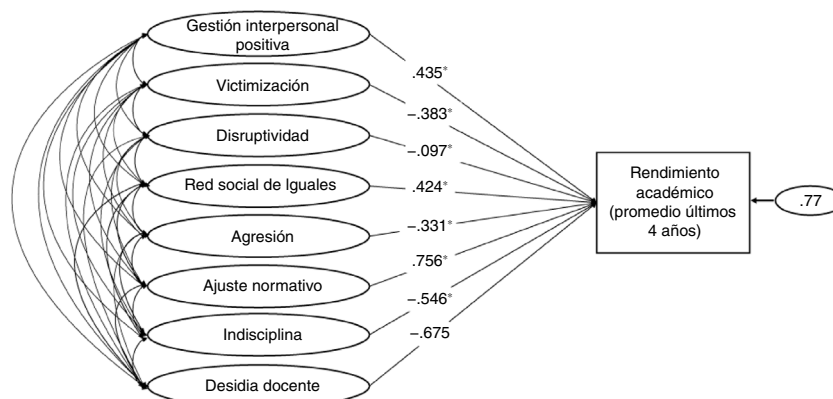 Gestión interpersonal
positiva
Victimización
Disruptividad
Red social de Iguales
Agresión
Ajuste normativo
Indisciplina
Desidia docente
.435*
−.383*
−.097*
.424*
−.331*
.756*
−.546*
−.675
Rendimiento
académico
(promedio últimos
4 años)
.77